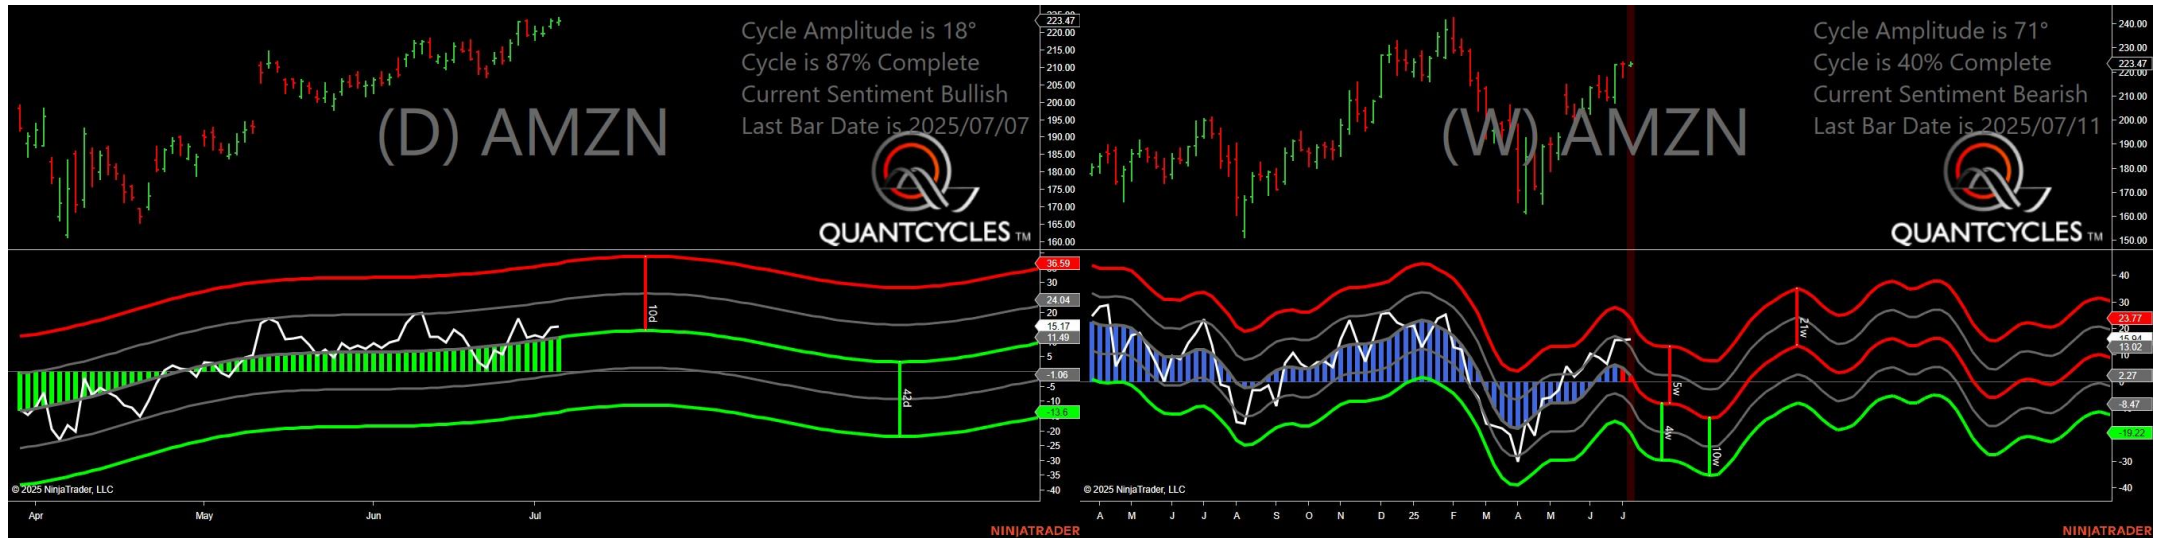 Cycle Amplitude is 18°
Cycle is 87% Complete
Current Sentiment Bullish
Last Bar Date is 2025/07/07
(D) AMZN
QUANTCYCLES TM
223.47
220.00
215.00
210.00
205.00
200.00
195.00
190.00
185.00
180.00
175.00
170.00
165.00
160.00
36.59
30
24.04
20
15.17
11.49
5
-1.06
-5
-10
-13.6
-20
-25
-30
-35
-40
10d
42d
© 2025 NinjaTrader, LLC
Apr May Jun Jul
NINJATRADER
Cycle Amplitude is 71°
Cycle is 40% Complete
Current Sentiment Bearish
Last Bar Date is 2025/07/11
(W) AMZN
QUANTCYCLES TM
240.00
230.00
223.47
220.00
210.00
200.00
190.00
180.00
170.00
160.00
150.00
40
30
23.77
20
15.94
13.02
10
2.27
-8.47
-19.22
-30
-40
5w
4w
10w
21w
© 2025 NinjaTrader, LLC
A M J J A S O N D 25 F M A M J J
NINJATRADER